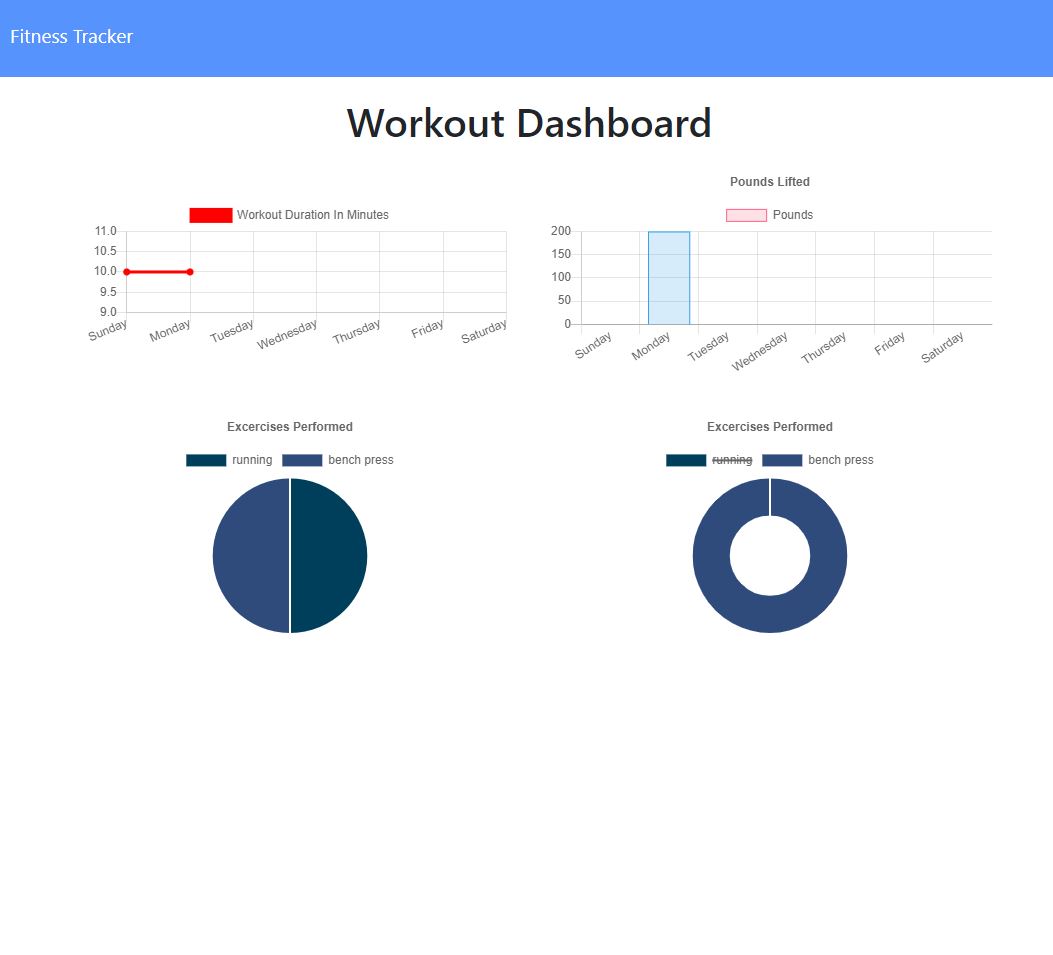 Fitness Tracker
Workout Dashboard
Workout Duration In Minutes
11.0
10.5
10.0
9.5
9.0
Sunday Monday Tuesday Wednesday Thursday Friday Saturday
Pounds Lifted
Pounds
200
150
100
50
0
Sunday Monday Tuesday Wednesday Thursday Friday Saturday
Excercises Performed
running bench press
Excercises Performed
running bench press